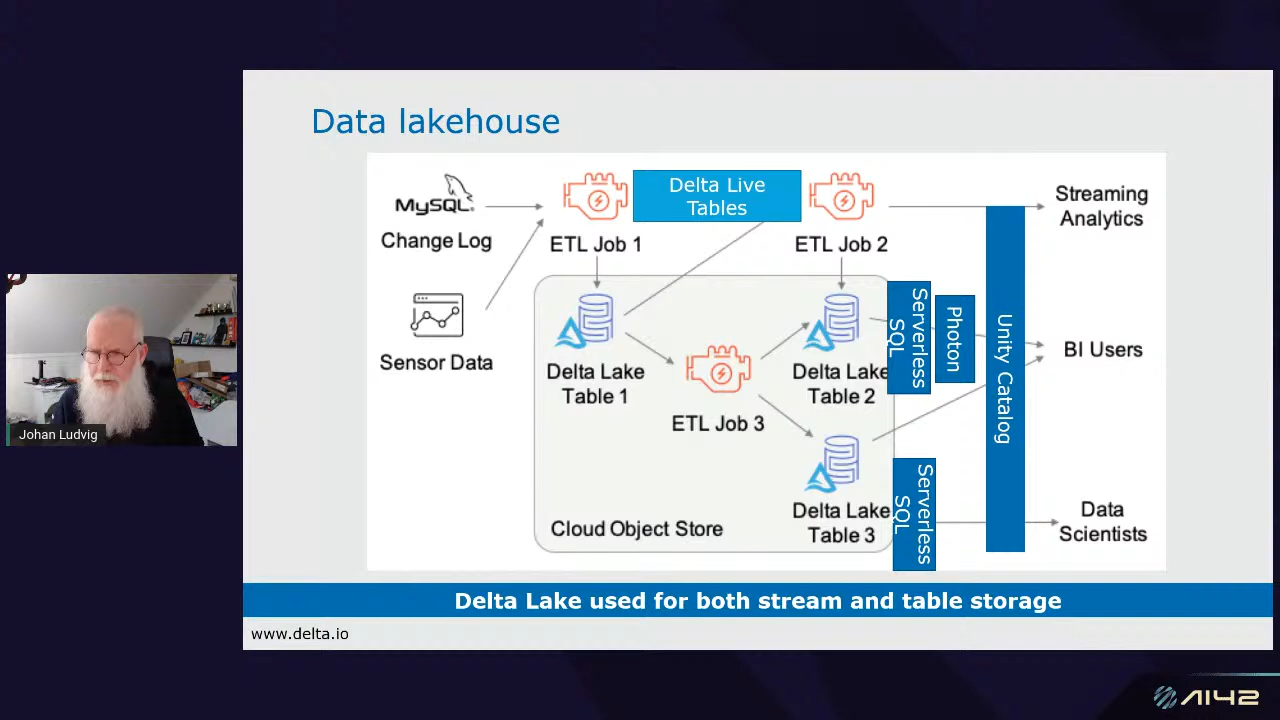 Data lakehouse
MySQL
Change Log
Sensor Data
ETL Job 1
Delta Live
Tables
ETL Job 2
Streaming
Analytics
Delta Lake
Table 1
ETL Job 3
Delta Lake
Table 2
Serverless
SQL
Photon
Unity Catalog
BI Users
Delta Lake
Table 3
Serverless
SQL
Data
Scientists
Cloud Object Store
Delta Lake used for both stream and table storage
www.delta.io
Johan Ludvig
AI42